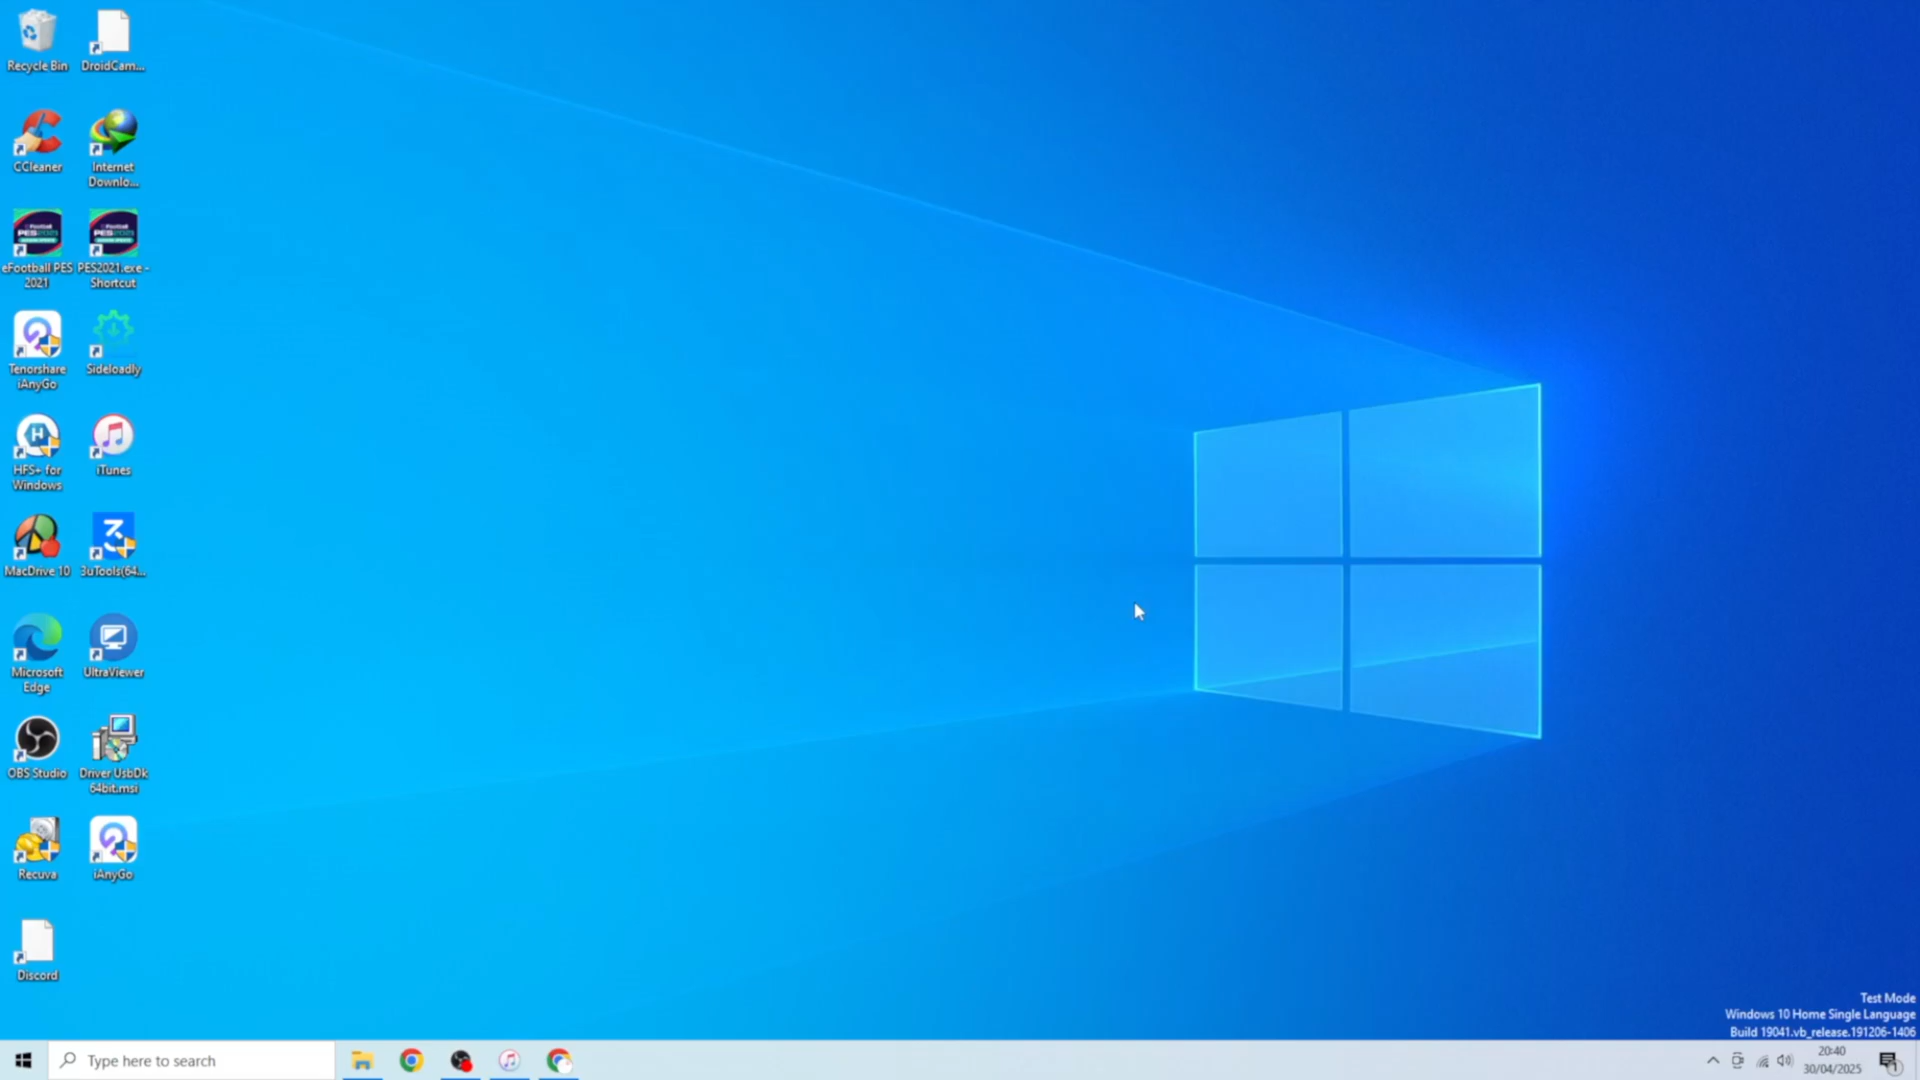 Recycle Bin
DroidCam...
CCleaner
Internet
Downlo...
eFootball PES
2021
PES2021.exe -
Shortcut
Tenorshare
iAnyGo
Sideloadly
HFS+ for
Windows
iTunes
MacDrive 10
3uTools(64...
Microsoft
Edge
UltraViewer
OBS Studio
Driver UsbDk
64bit.msi
Recuva
iAnyGo
Discord
Test Mode
Windows 10 Home Single Language
Build 19041.vb_release.191206-1406
Type here to search
20:40
30/04/2025